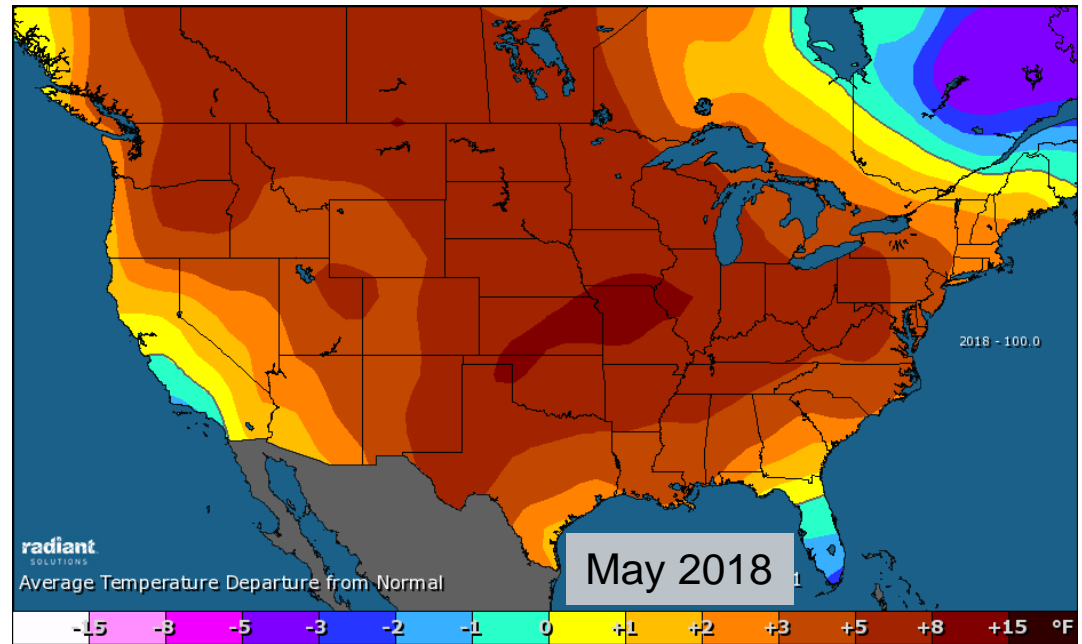 2018 - 100.0
radiant
SOLUTIONS
Average Temperature Departure from Normal
May 2018
1
-15 -8 -5 -3 -2 -1 0 +1 +2 +3 +5 +8 +15 °F